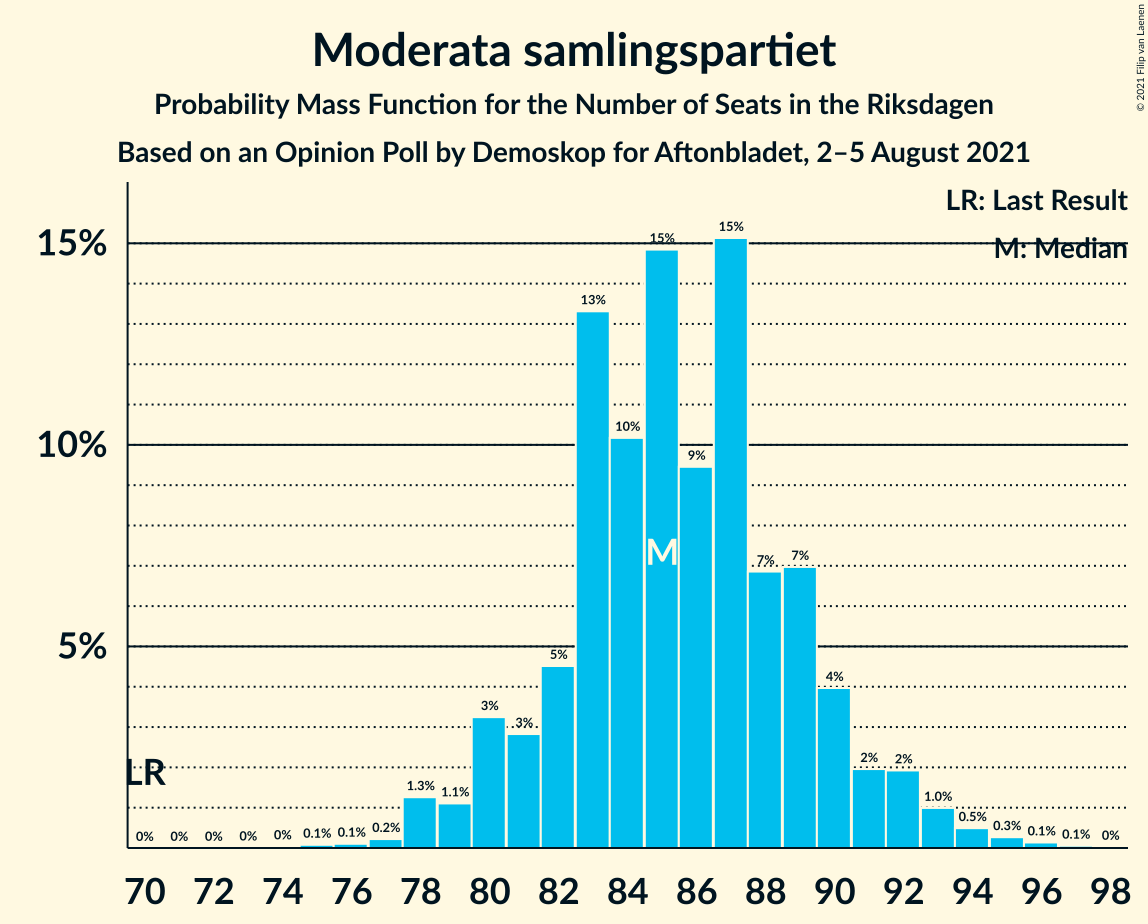 Moderata samlingspartiet
Probability Mass Function for the Number of Seats in the Riksdagen
Based on an Opinion Poll by Demoskop for Aftonbladet, 2–5 August 2021
© 2021 Filip van Laenen
LR: Last Result
M: Median
15%
10%
5%
LR
M
0% 0% 0% 0% 0% 0.1% 0.1% 0.2% 1.3% 1.1% 3% 3% 5% 13% 10% 15% 9% 15% 7% 7% 4% 2% 2% 1.0% 0.5% 0.3% 0.1% 0.1% 0%
70 72 74 76 78 80 82 84 86 88 90 92 94 96 98